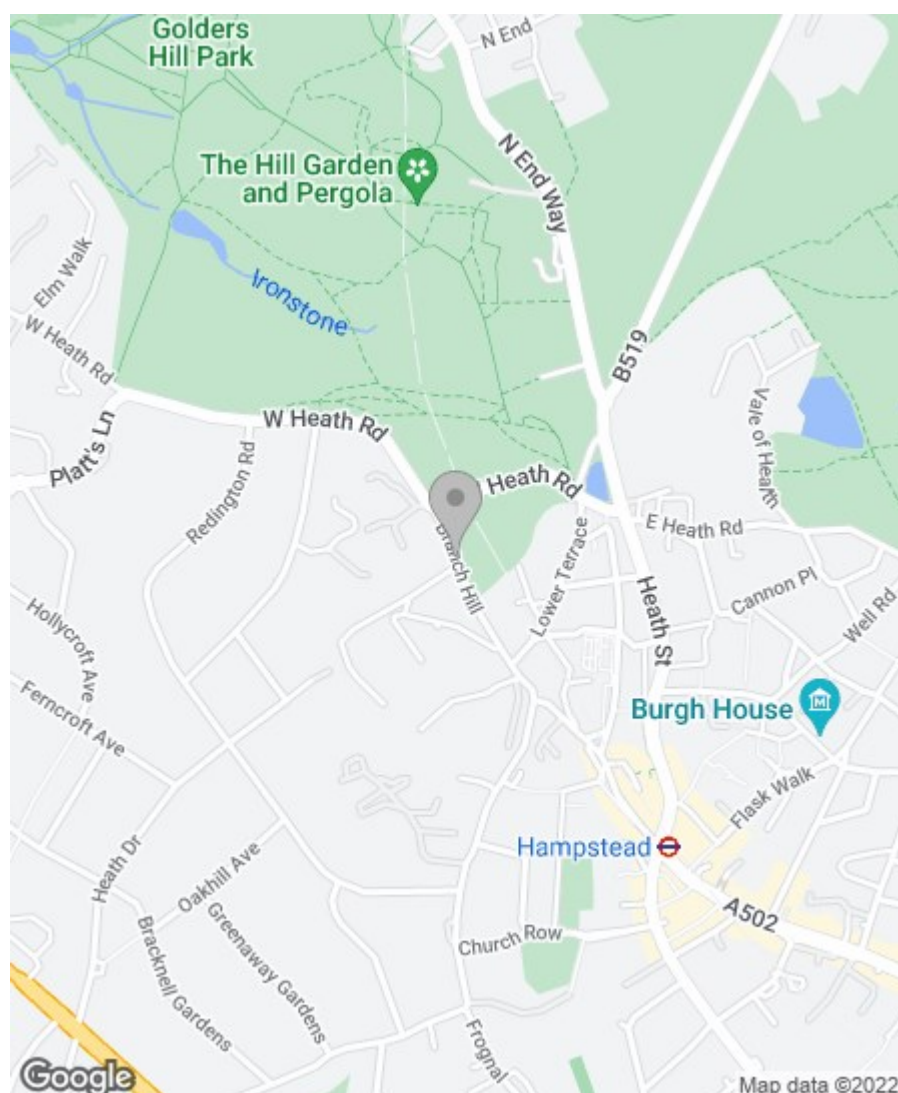 Golders
Hill Park
N End
The Hill Garden
and Pergola
N End Way
Elm Walk
Ironstone
W Heath Rd
B519
Vale of Health
W Heath Rd
Platt's Ln
Redington Rd
Heath Rd
E Heath Rd
Branch Hill
Lower Terrace
Heath St
Cannon Pl
Well Rd
Hollycroft Ave
Ferncroft Ave
Burgh House
Flask Walk
Hampstead
Heath Dr
Oakhill Ave
A502
Greenaway Gardens
Church Row
Bracknell Gardens
Frognal
Google
Map data ©2022